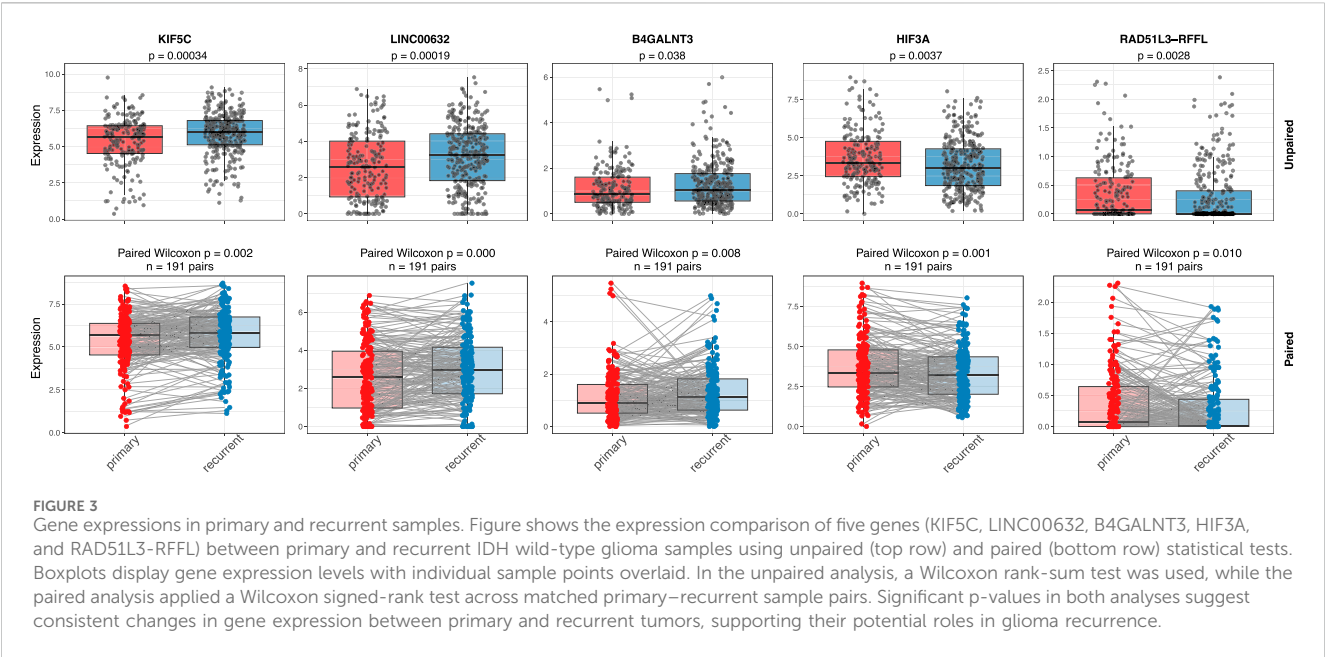 KIF5C
p = 0.00034
LINC00632
p = 0.00019
B4GALNT3
p = 0.038
HIF3A
p = 0.0037
RAD51L3–RFFL
p = 0.0028
Expression
10.0
7.5
5.0
2.5
0.0
8
6
4
2
0
6
4
2
0
7.5
5.0
2.5
0.0
2.5
2.0
1.5
1.0
0.5
0.0
Unpaired
Paired Wilcoxon p = 0.002
n = 191 pairs
Paired Wilcoxon p = 0.000
n = 191 pairs
Paired Wilcoxon p = 0.008
n = 191 pairs
Paired Wilcoxon p = 0.001
n = 191 pairs
Paired Wilcoxon p = 0.010
n = 191 pairs
Expression
7.5
5.0
2.5
0.0
6
4
2
0
4
2
0
7.5
5.0
2.5
0.0
2.0
1.5
1.0
0.5
0.0
Paired
primary
recurrent
primary
recurrent
primary
recurrent
primary
recurrent
primary
recurrent
FIGURE 3
Gene expressions in primary and recurrent samples. Figure shows the expression comparison of five genes (KIF5C, LINC00632, B4GALNT3, HIF3A,
and RAD51L3-RFFL) between primary and recurrent IDH wild-type glioma samples using unpaired (top row) and paired (bottom row) statistical tests.
Boxplots display gene expression levels with individual sample points overlaid. In the unpaired analysis, a Wilcoxon rank-sum test was used, while the
paired analysis applied a Wilcoxon signed-rank test across matched primary–recurrent sample pairs. Significant p-values in both analyses suggest
consistent changes in gene expression between primary and recurrent tumors, supporting their potential roles in glioma recurrence.